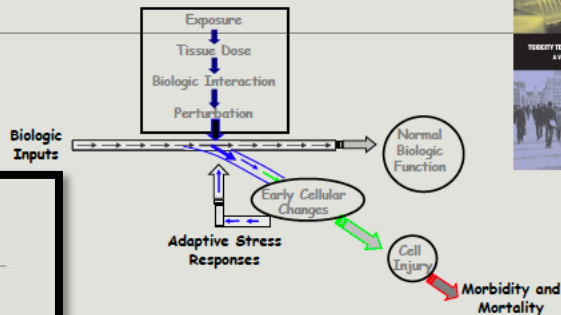 Exposure
Tissue Dose
Biologic Interaction
Perturbation
Biologic
Inputs
Normal
Biologic
Function
Early Cellular
Changes
Adaptive Stress
Responses
Cell
Injury
Morbidity and
Mortality